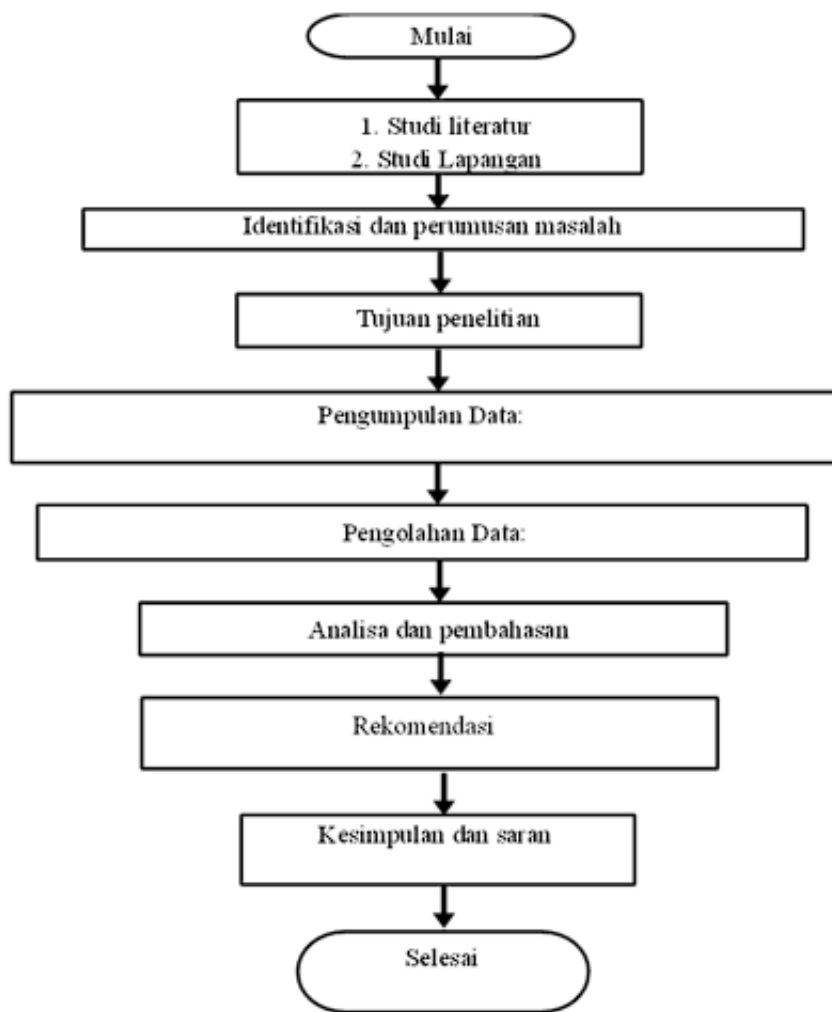 Mulai
1. Studi literatur
2. Studi Lapangan
Identifikasi dan perumusan masalah
Tujuan penelitian
Pengumpulan Data:
Pengolahan Data:
Analisa dan pembahasan
Rekomendasi
Kesimpulan dan saran
Selesai